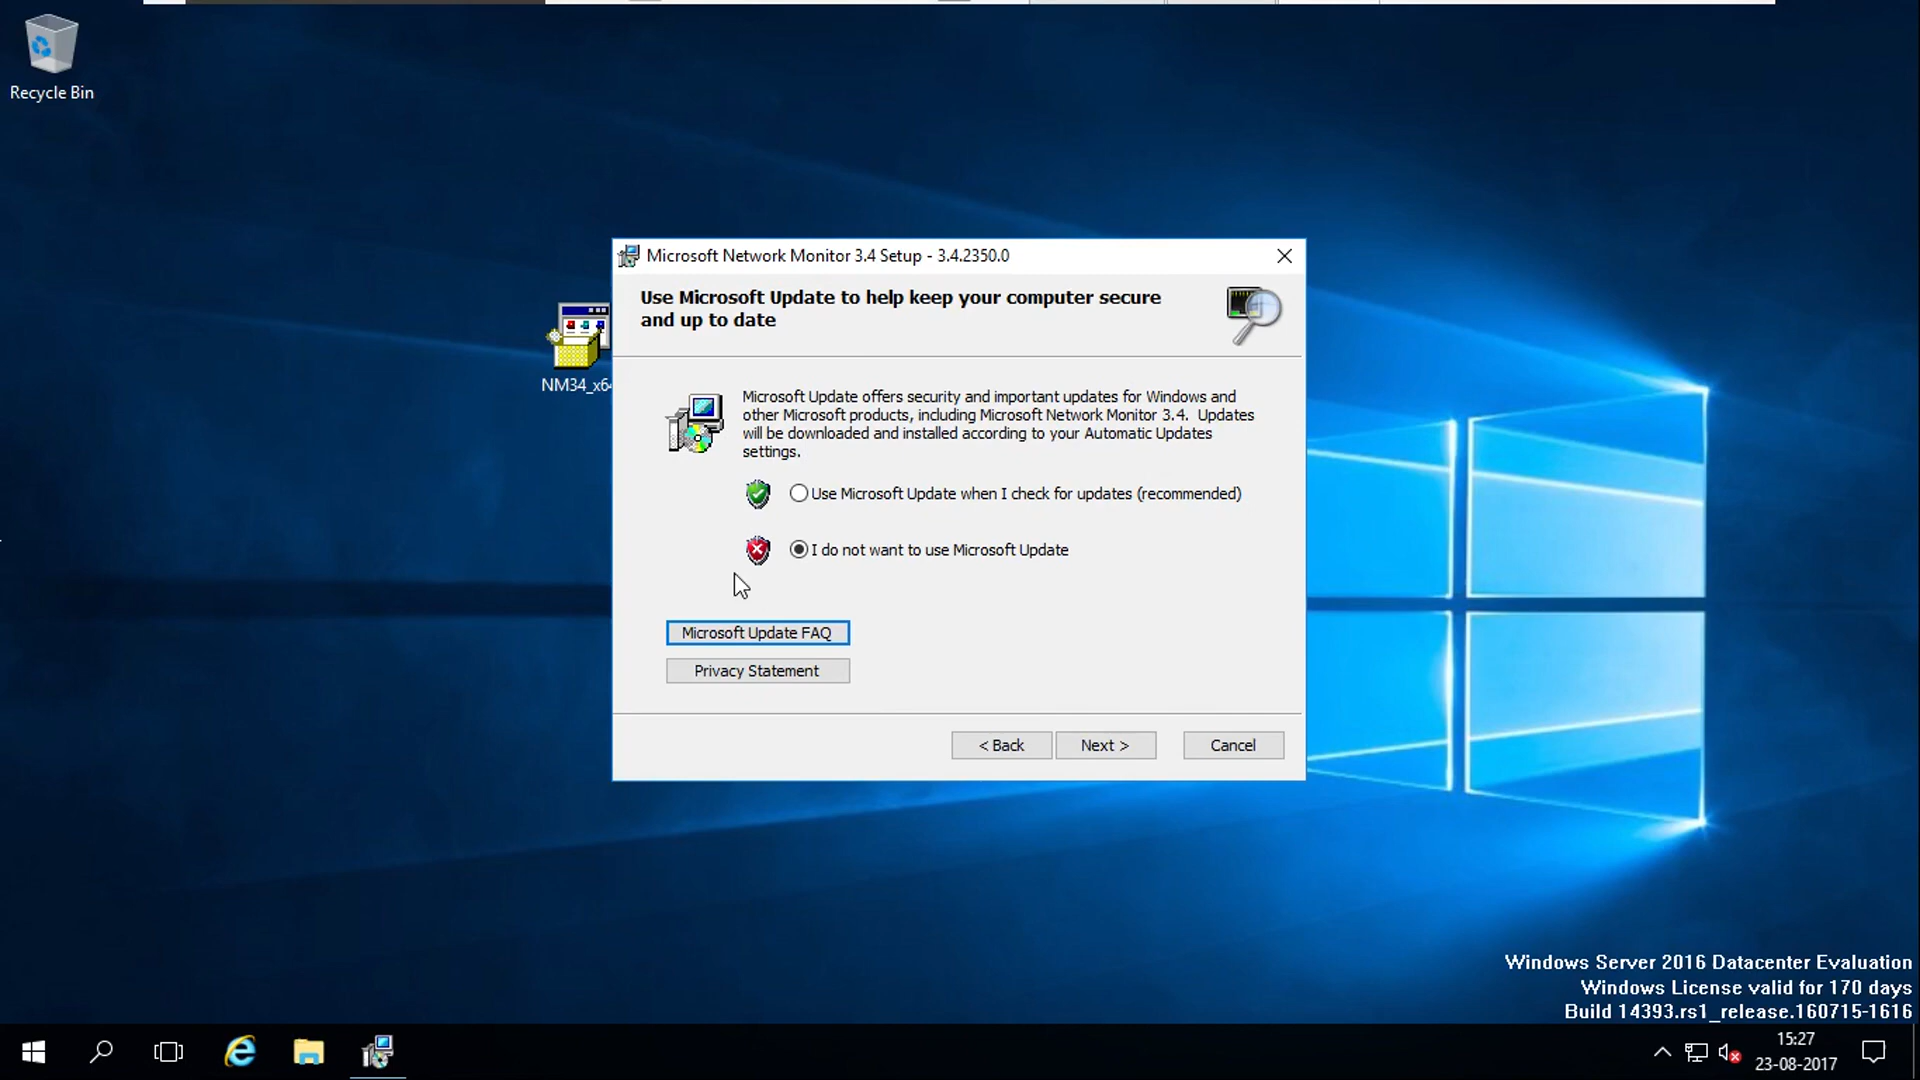 Recycle Bin
Microsoft Network Monitor 3.4 Setup - 3.4.2350.0
Use Microsoft Update to help keep your computer secure
and up to date
NM34_x64
Microsoft Update offers security and important updates for Windows and
other Microsoft products, including Microsoft Network Monitor 3.4. Updates
will be downloaded and installed according to your Automatic Updates
settings.
Use Microsoft Update when I check for updates (recommended)
I do not want to use Microsoft Update
Microsoft Update FAQ
Privacy Statement
< Back
Next >
Cancel
Windows Server 2016 Datacenter Evaluation
Windows License valid for 170 days
Build 14393.rs1_release.160715-1616
15:27
23-08-2017